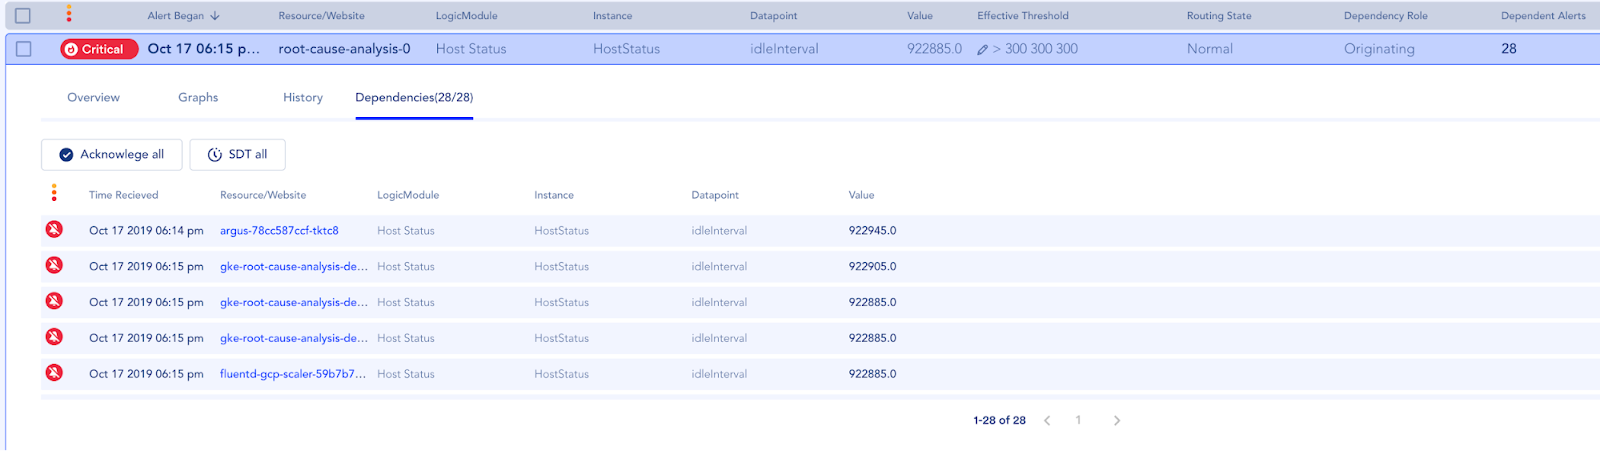 Alert Began ↓ Resource/Website LogicModule Instance Datapoint Value Effective Threshold Routing State Dependency Role Dependent Alerts
Critical Oct 17 06:15 p... root-cause-analysis-0 Host Status HostStatus idleInterval 922885.0 > 300 300 300 Normal Originating 28
Overview Graphs History Dependencies(28/28)
Acknowlege all SDT all
Time Recieved Resource/Website LogicModule Instance Datapoint Value
Oct 17 2019 06:14 pm argus-78cc587ccf-tktc8 Host Status HostStatus idleInterval 922945.0
Oct 17 2019 06:15 pm gke-root-cause-analysis-de... Host Status HostStatus idleInterval 922905.0
Oct 17 2019 06:15 pm gke-root-cause-analysis-de... Host Status HostStatus idleInterval 922885.0
Oct 17 2019 06:15 pm gke-root-cause-analysis-de... Host Status HostStatus idleInterval 922885.0
Oct 17 2019 06:15 pm fluentd-gcp-scaler-59b7b7... Host Status HostStatus idleInterval 922885.0
1-28 of 28 < 1 >